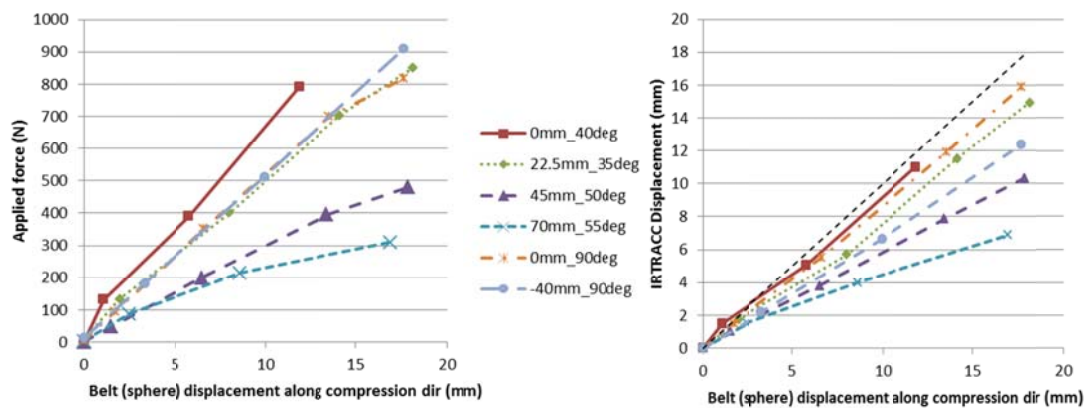 1000
900
800
700
600
500
400
300
200
100
0
Applied force (N)
0 5 10 15 20
Belt (sphere) displacement along compression dir (mm)
0mm_40deg
22.5mm_35deg
45mm_50deg
70mm_55deg
0mm_90deg
-40mm_90deg
20
18
16
14
12
10
8
6
4
2
0
IRTRACC Displacement (mm)
0 5 10 15 20
Belt (sphere) displacement along compression dir (mm)